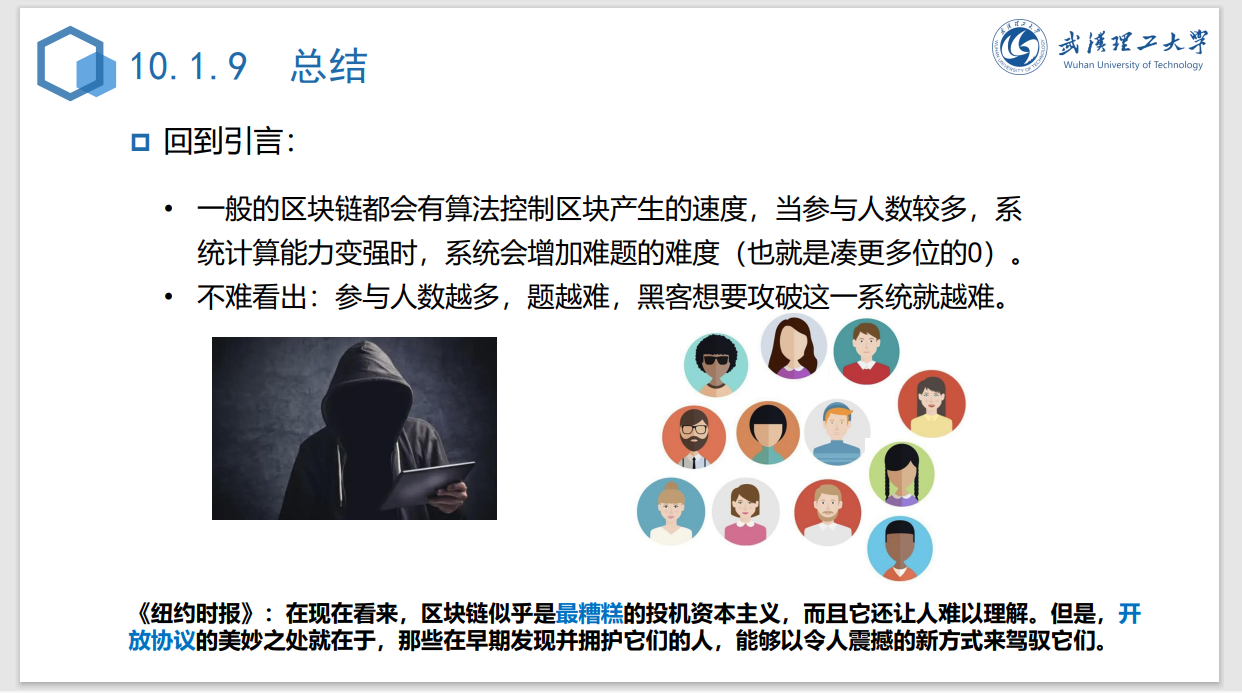 10.1.9 总结
武汉理工大学
Wuhan University of Technology
回到引言：
• 一般的区块链都会有算法控制区块产生的速度，当参与人数较多，系
统计算能力变强时，系统会增加难题的难度（也就是凑更多位的0）。
• 不难看出：参与人数越多，题越难，黑客想要攻破这一系统就越难。
《纽约时报》：在现在看来，区块链似乎是最糟糕的投机资本主义，而且它还让人难以理解。但是，开
放协议的美妙之处就在于，那些在早期发现并拥护它们的人，能够以令人震撼的新方式来驾驭它们。